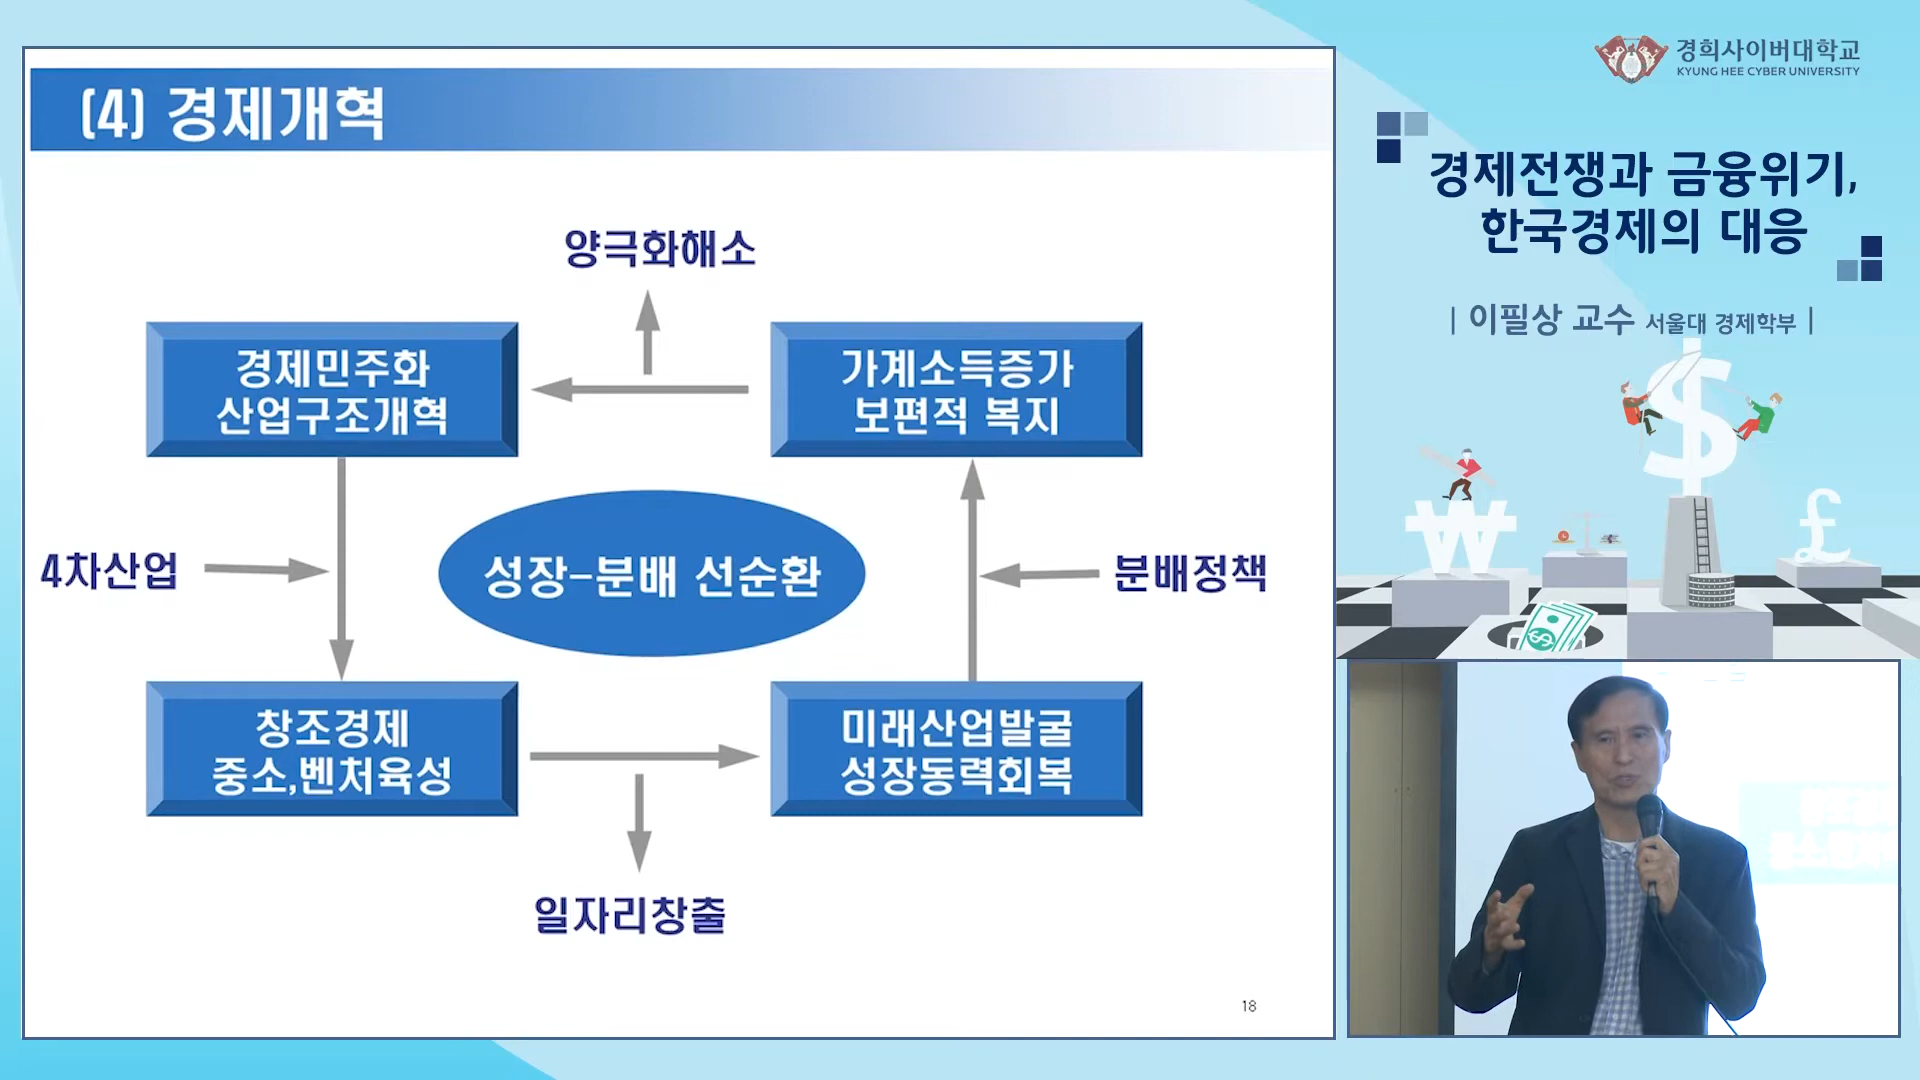 (4) 경제개혁
양극화해소
경제민주화
산업구조개혁
가계소득증가
보편적 복지
4차산업
성장-분배 선순환
분배정책
창조경제
중소,벤처육성
미래산업발굴
성장동력회복
일자리창출
18
경희사이버대학교
KYUNG HEE CYBER UNIVERSITY
경제전쟁과 금융위기,
한국경제의 대응
| 이필상 교수 서울대 경제학부 |